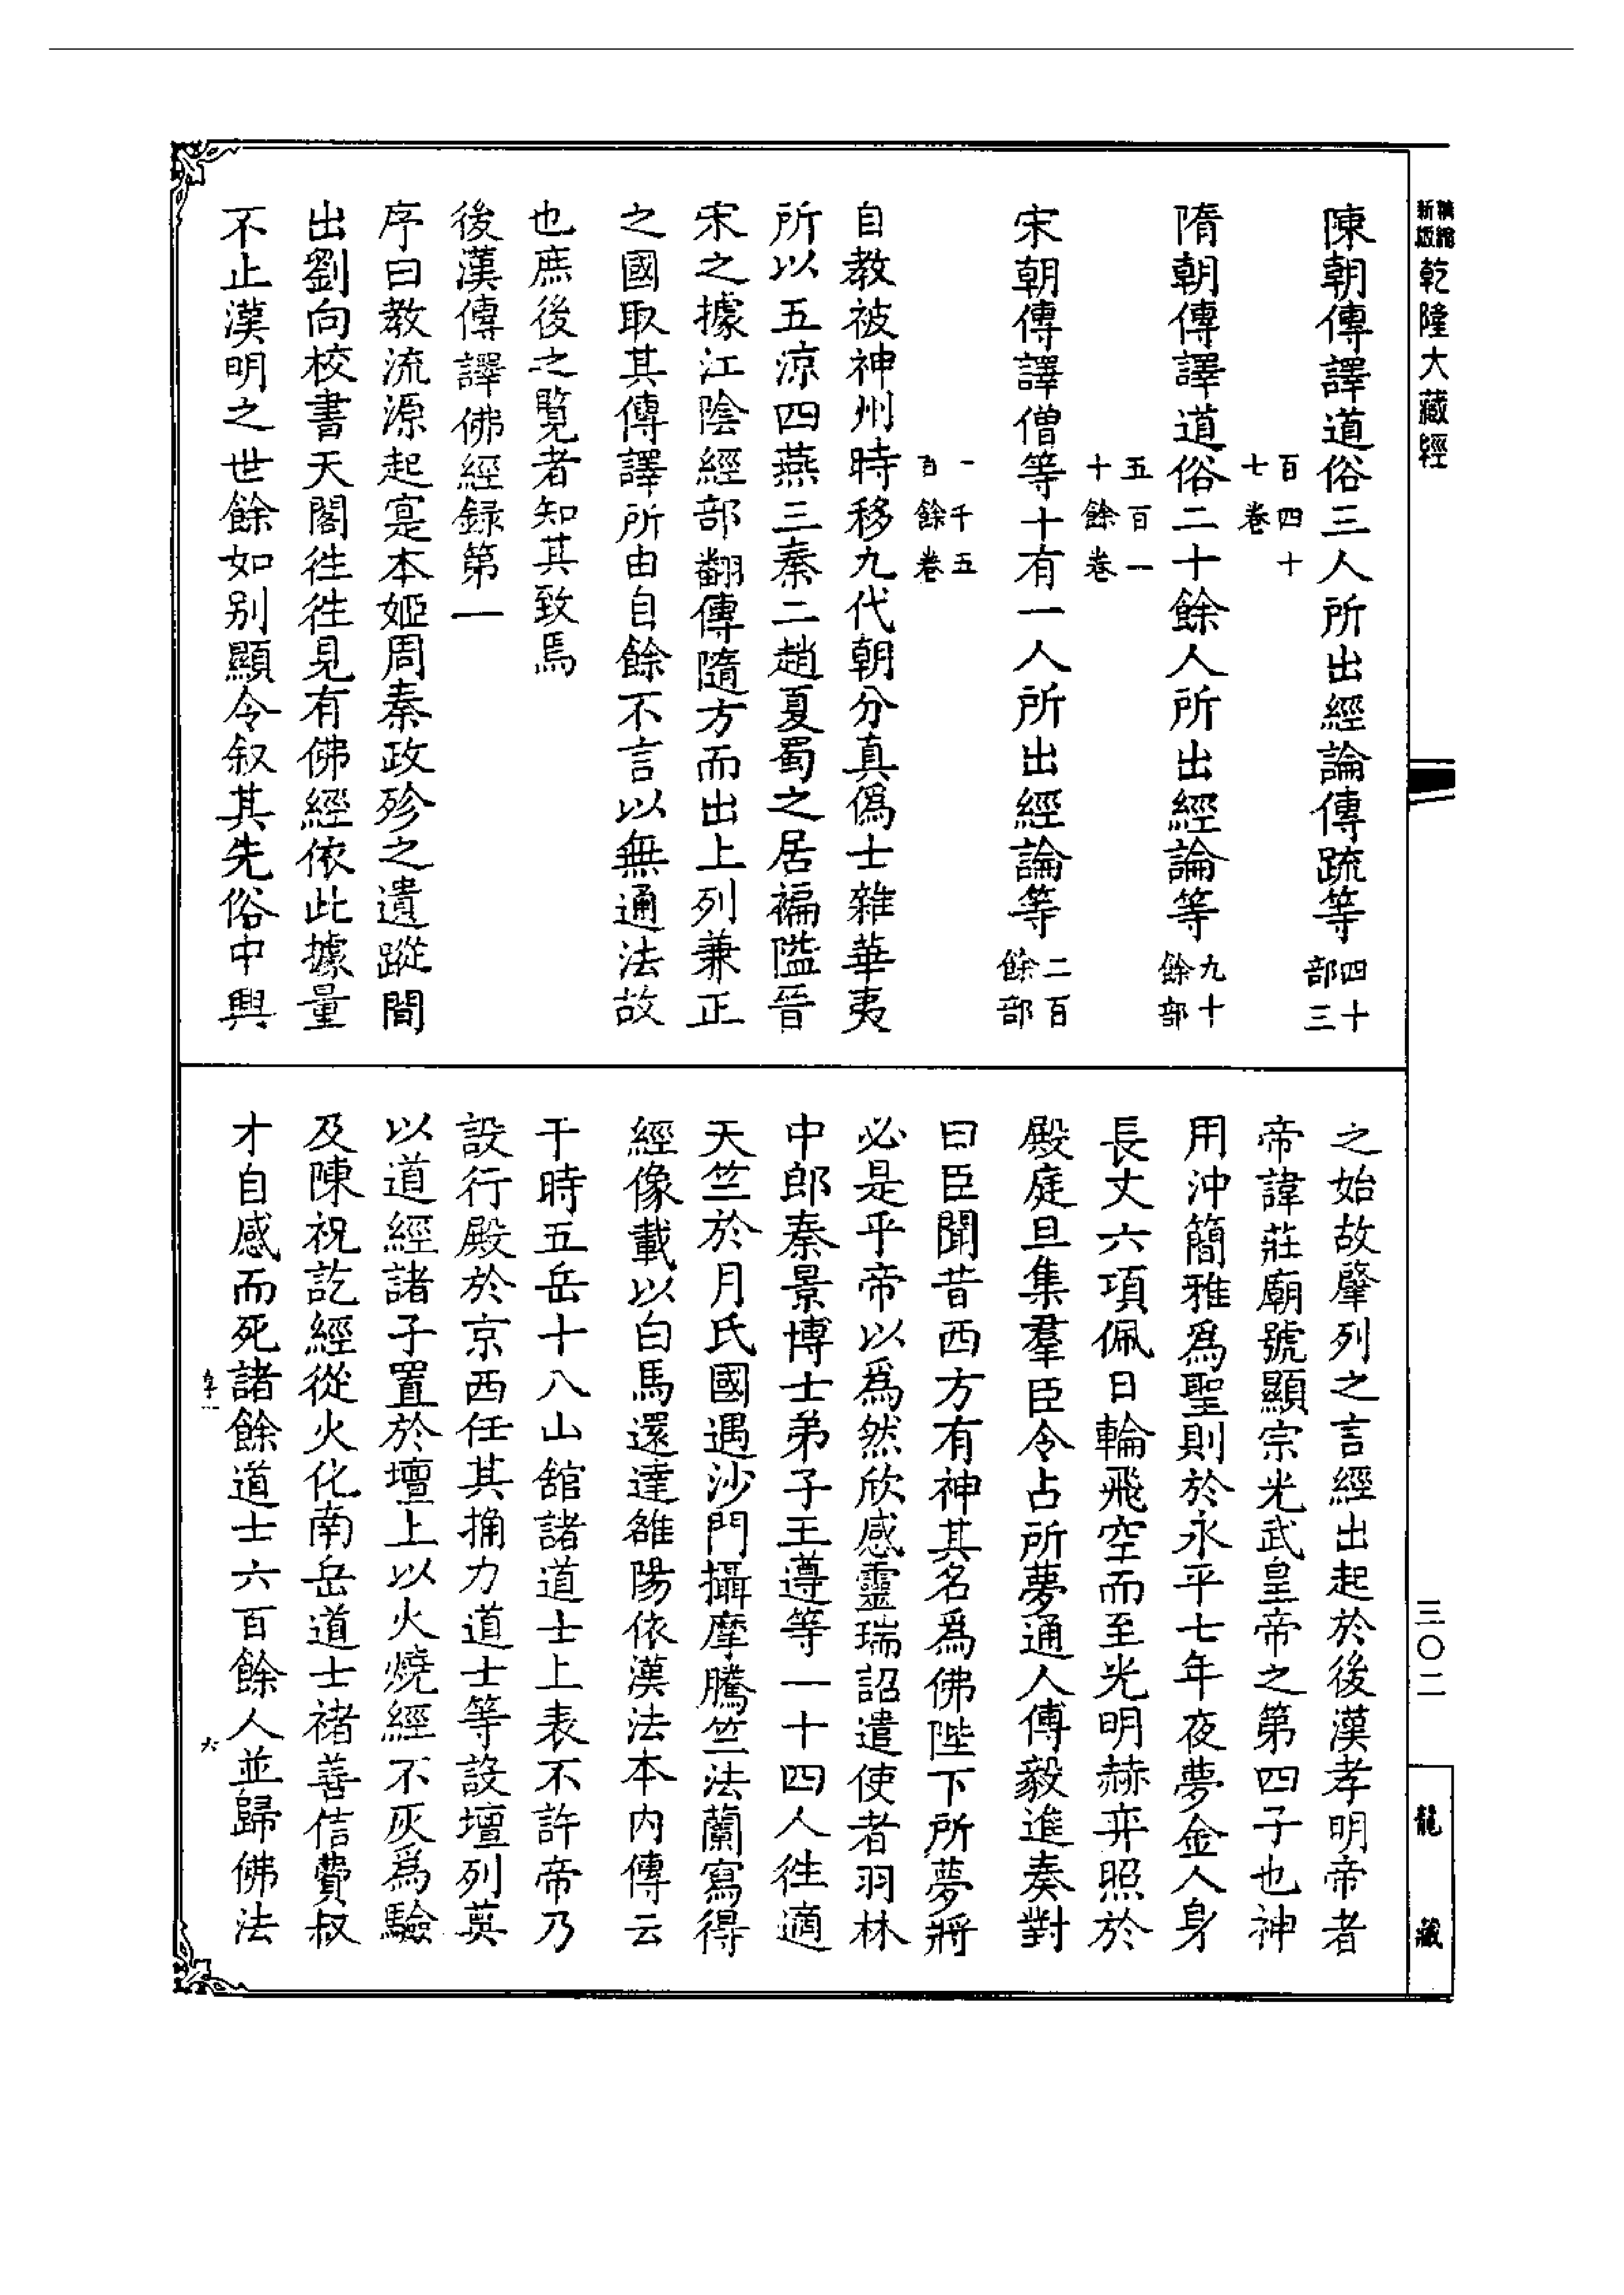 新版
精縮
乾隆大藏經
三〇二
龍藏
陳朝傳譯道俗三人所出經論傳䟽等四十部三
百四十七卷
隋朝傳譯道俗二十餘人所出經論等九十餘部
五百一十餘卷
宋朝傳譯僧等十有一人所出經論等二百餘部
一千五百餘卷
自教被神州時移九代朝分真偽士雜華夷
所以五涼四燕三秦二趙夏蜀之居褊隘晉
宋之據江陰經部翻傳隨方而出上列兼正
之國取其傳譯所由自餘不言以無通法故
也庶後之覽者知其致焉
後漢傳譯佛經録第一
序曰教流源起寔本姬周秦政殄之遺蹤間
出劉向校書天閣徃徃見有佛經依此據量
不止漢明之世餘如别顯令叙其先俗中興
之始故肇列之言經出起於後漢孝明帝者
帝諱莊廟號顯宗光武皇帝之第四子也神
用沖簡雅爲聖則於永平七年夜夢金人身
長丈六項佩日輪飛空而至光明赫弈照於
殿庭旦集羣臣令占所夢通人傅毅進奏對
曰臣聞昔西方有神其名爲佛陛下所夢將
必是乎帝以爲然欣感靈瑞詔遣使者羽林
中郎秦景博士弟子王遵等一十四人徃適
天竺於月氏國遇沙門攝摩騰竺法蘭寫得
經像載以白馬還達雒陽依漢法本内傳云
于時五岳十八山舘諸道士上表不許帝乃
設行殿於京西任其捔力道士等設壇列奠
以道經諸子置於壇上以火燒經不灰爲驗
及陳祝訖經從火化南岳道士褚善信費叔
才自感而死諸餘道士六百餘人並歸佛法
六